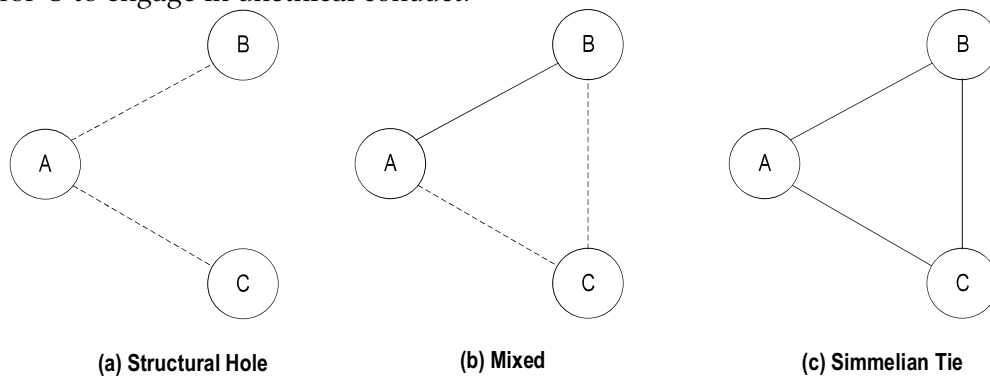 for C to engage in unethical conduct.
B
B
B
A
A
A
C
C
C
(a) Structural Hole
(b) Mixed
(c) Simmelian Tie